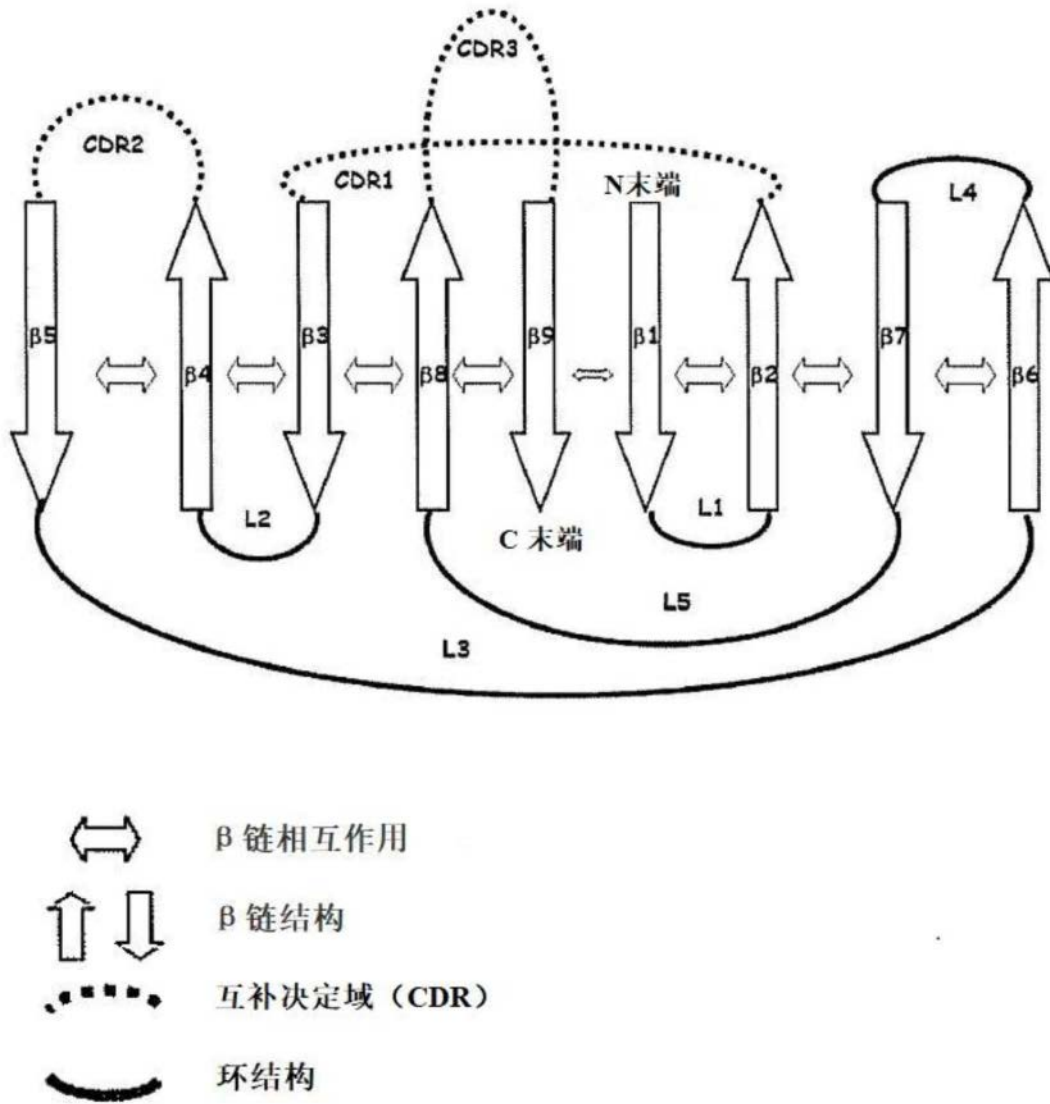 CDR3
CDR2
CDR1
N末端
L4
β5
β4
β3
β8
β9
β1
β2
β7
β6
L2
L1
C 末端
L5
L3
β 链相互作用
β 链结构
互补决定域（CDR）
环结构